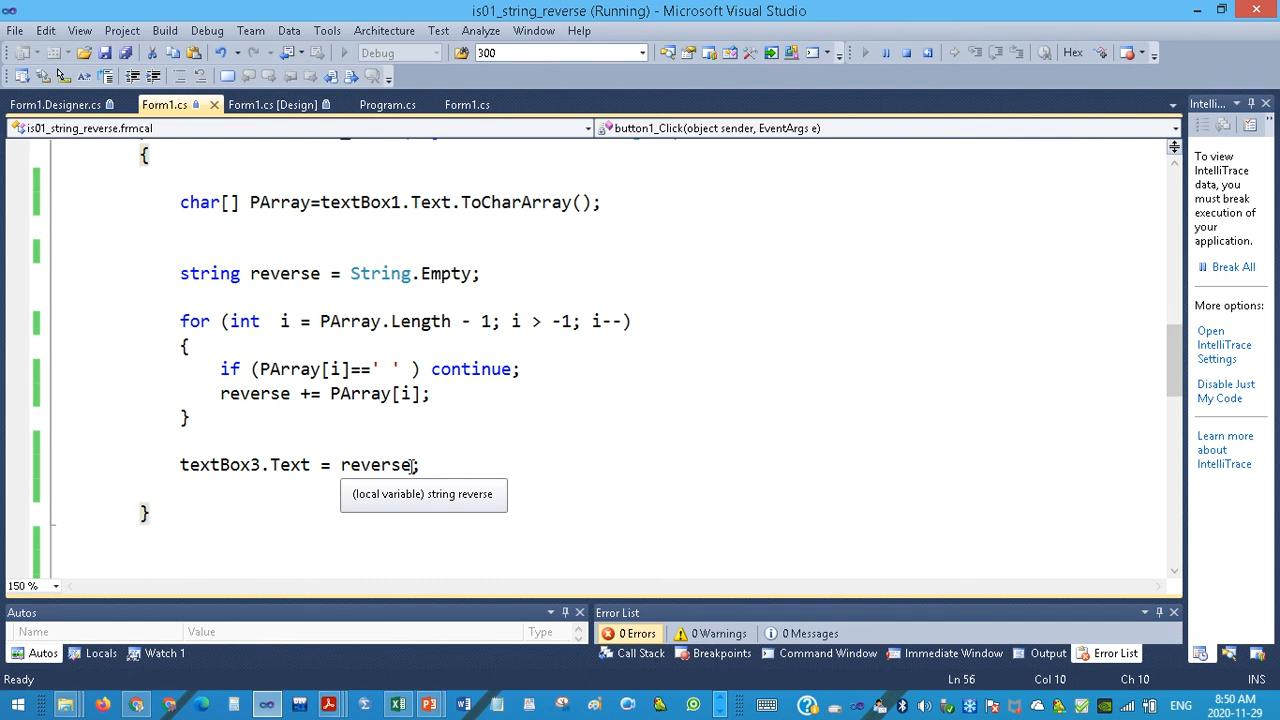 is01_string_reverse (Running) - Microsoft Visual Studio
File Edit View Project Build Debug Team Data Tools Architecture Test Analyze Window Help
Debug 300 Hex
Form1.Designer.cs Form1.cs Form1.cs [Design] Program.cs Form1.cs Intelli...
is01_string_reverse.frmcal button1_Click(object sender, EventArgs e)
{
char[] PArray=textBox1.Text.ToCharArray();
string reverse = String.Empty;
for (int i = PArray.Length - 1; i > -1; i--)
{
if (PArray[i]==' ' ) continue;
reverse += PArray[i];
}
textBox3.Text = reverse;
(local variable) string reverse
}
150 %
To view
IntelliTrace
data, you
must break
execution of
your
application.
Break All
More options:
Open
IntelliTrace
Settings
Disable Just
My Code
Learn more
about
IntelliTrace
Autos
Name Value Type
Autos Locals Watch 1
Error List
0 Errors 0 Warnings 0 Messages
Call Stack Breakpoints Command Window Immediate Window Output Error List
Ready Ln 56 Col 10 Ch 10 INS
ENG 8:50 AM
2020-11-29